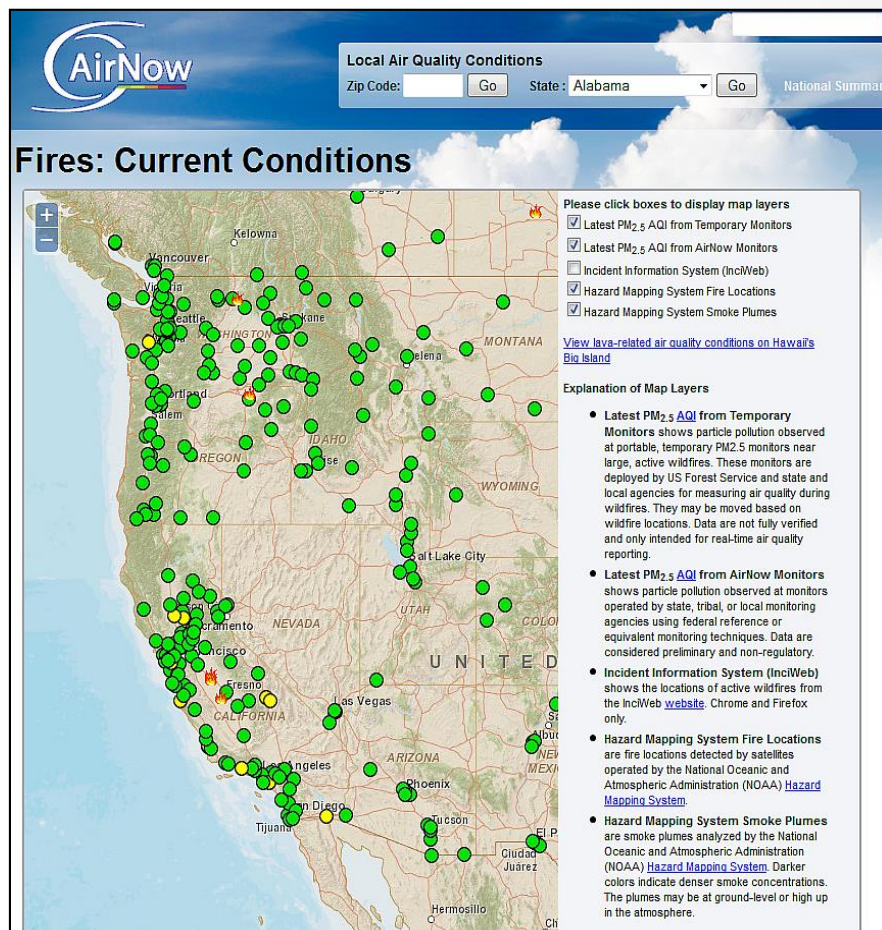 AirNow
Local Air Quality Conditions
Zip Code: Go State : Alabama Go National Summar
Fires: Current Conditions
+
−
Kelowna
Vancouver
Victoria
Seattle
Spokane
WASHINGTON
MONTANA
Helena
Portland
Salem
OREGON
IDAHO
WYOMING
Salt Lake City
NEVADA
UTAH
COLO
UNITED
Fresno
CALIFORNIA
Las Vegas
ARIZONA
NEW
MEXI
Phoenix
San Diego
Tijuana
Tucson
El P
Ciudad
Juárez
Hermosillo
Ch
Please click boxes to display map layers
Latest PM2.5 AQI from Temporary Monitors
Latest PM2.5 AQI from AirNow Monitors
Incident Information System (InciWeb)
Hazard Mapping System Fire Locations
Hazard Mapping System Smoke Plumes
View lava-related air quality conditions on Hawaii's
Big Island
Explanation of Map Layers
• Latest PM2.5 AQI from Temporary
Monitors shows particle pollution observed
at portable, temporary PM2.5 monitors near
large, active wildfires. These monitors are
deployed by US Forest Service and state and
local agencies for measuring air quality during
wildfires. They may be moved based on
wildfire locations. Data are not fully verified
and only intended for real-time air quality
reporting.
• Latest PM2.5 AQI from AirNow Monitors
shows particle pollution observed at monitors
operated by state, tribal, or local monitoring
agencies using federal reference or
equivalent monitoring techniques. Data are
considered preliminary and non-regulatory.
• Incident Information System (InciWeb)
shows the locations of active wildfires from
the InciWeb website. Chrome and Firefox
only.
• Hazard Mapping System Fire Locations
are fire locations detected by satellites
operated by the National Oceanic and
Atmospheric Administration (NOAA) Hazard
Mapping System.
• Hazard Mapping System Smoke Plumes
are smoke plumes analyzed by the National
Oceanic and Atmospheric Administration
(NOAA) Hazard Mapping System. Darker
colors indicate denser smoke concentrations.
The plumes may be at ground-level or high up
in the atmosphere.